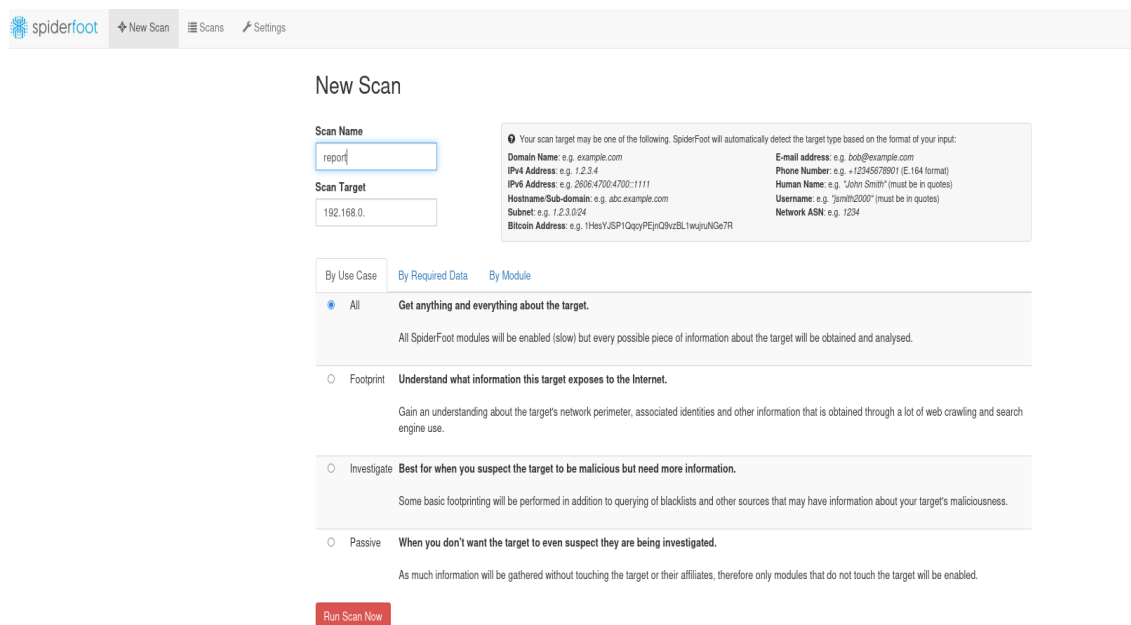 spiderfoot New Scan Scans Settings
New Scan
Scan Name
report
Scan Target
192.168.0.
Your scan target may be one of the following. SpiderFoot will automatically detect the target type based on the format of your input:
Domain Name: e.g. example.com
IPv4 Address: e.g. 1.2.3.4
IPv6 Address: e.g. 2606:4700:4700::1111
Hostname/Sub-domain: e.g. abc.example.com
Subnet: e.g. 1.2.3.0/24
Bitcoin Address: e.g. 1HesYJSP1QqcyPEjnQ9vzBL1wujruNGe7R
E-mail address: e.g. bob@example.com
Phone Number: e.g. +12345678901 (E.164 format)
Human Name: e.g. "John Smith" (must be in quotes)
Username: e.g. "jsmith2000" (must be in quotes)
Network ASN: e.g. 1234
By Use Case By Required Data By Module
All Get anything and everything about the target.
All SpiderFoot modules will be enabled (slow) but every possible piece of information about the target will be obtained and analysed.
Footprint Understand what information this target exposes to the Internet.
Gain an understanding about the target's network perimeter, associated identities and other information that is obtained through a lot of web crawling and search
engine use.
Investigate Best for when you suspect the target to be malicious but need more information.
Some basic footprinting will be performed in addition to querying of blacklists and other sources that may have information about your target's maliciousness.
Passive When you don't want the target to even suspect they are being investigated.
As much information will be gathered without touching the target or their affiliates, therefore only modules that do not touch the target will be enabled.
Run Scan Now